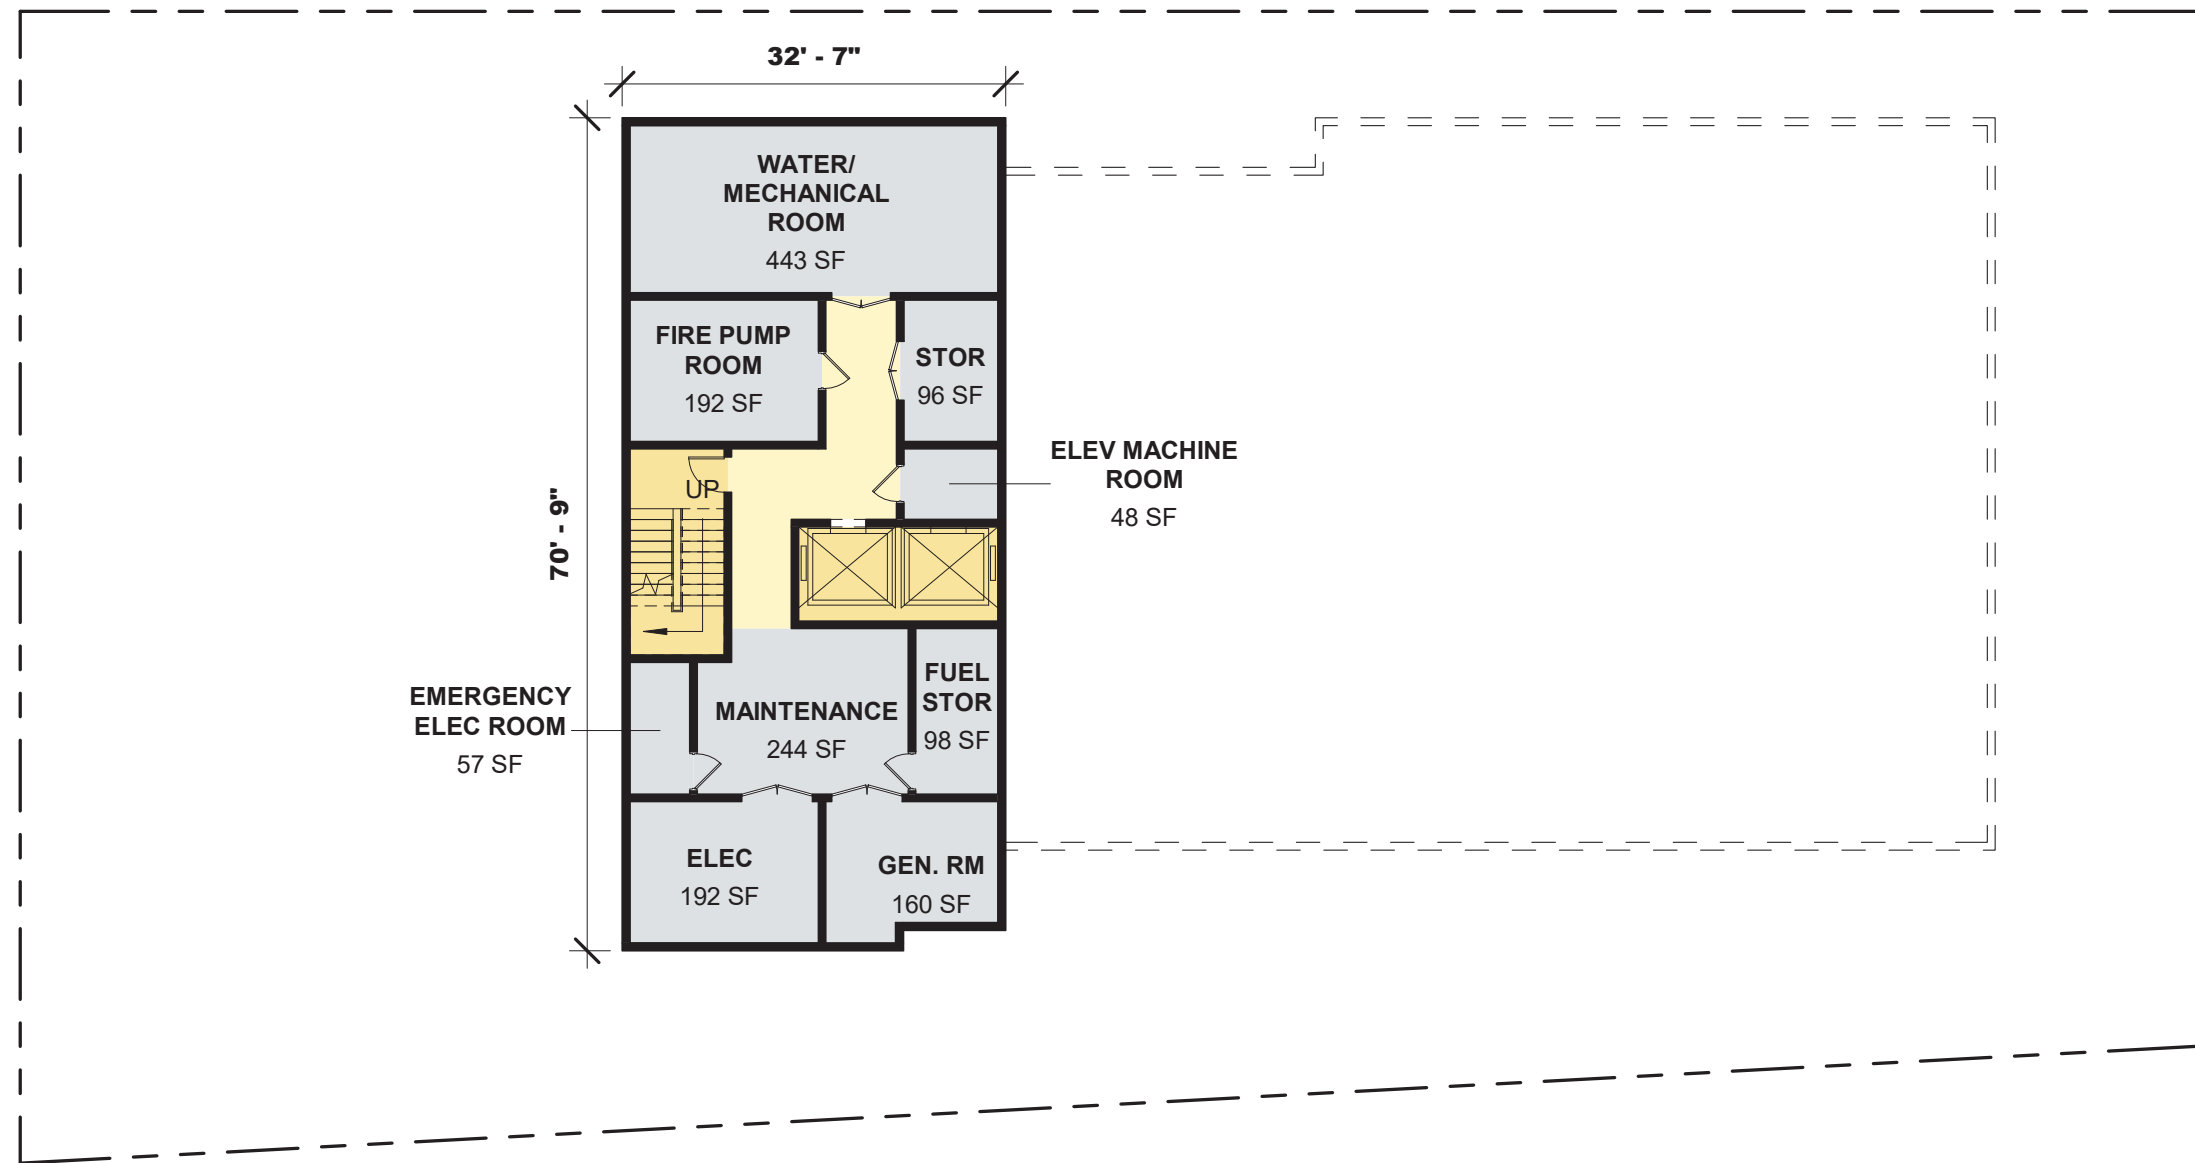 32' - 7"
WATER/
MECHANICAL
ROOM
443 SF
FIRE PUMP
ROOM
192 SF
STOR
96 SF
ELEV MACHINE
ROOM
48 SF
UP
70' - 9"
EMERGENCY
ELEC ROOM
57 SF
MAINTENANCE
244 SF
FUEL
STOR
98 SF
ELEC
192 SF
GEN. RM
160 SF